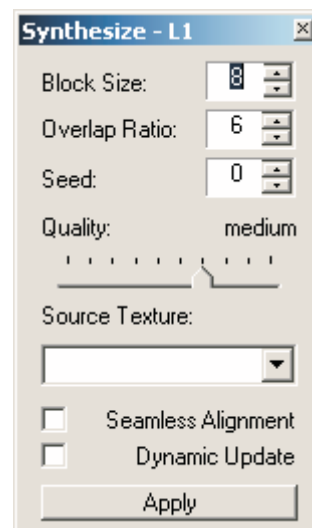 Synthesize - L1
Block Size: 8
Overlap Ratio: 6
Seed: 0
Quality: medium
Source Texture:
Seamless Alignment
Dynamic Update
Apply